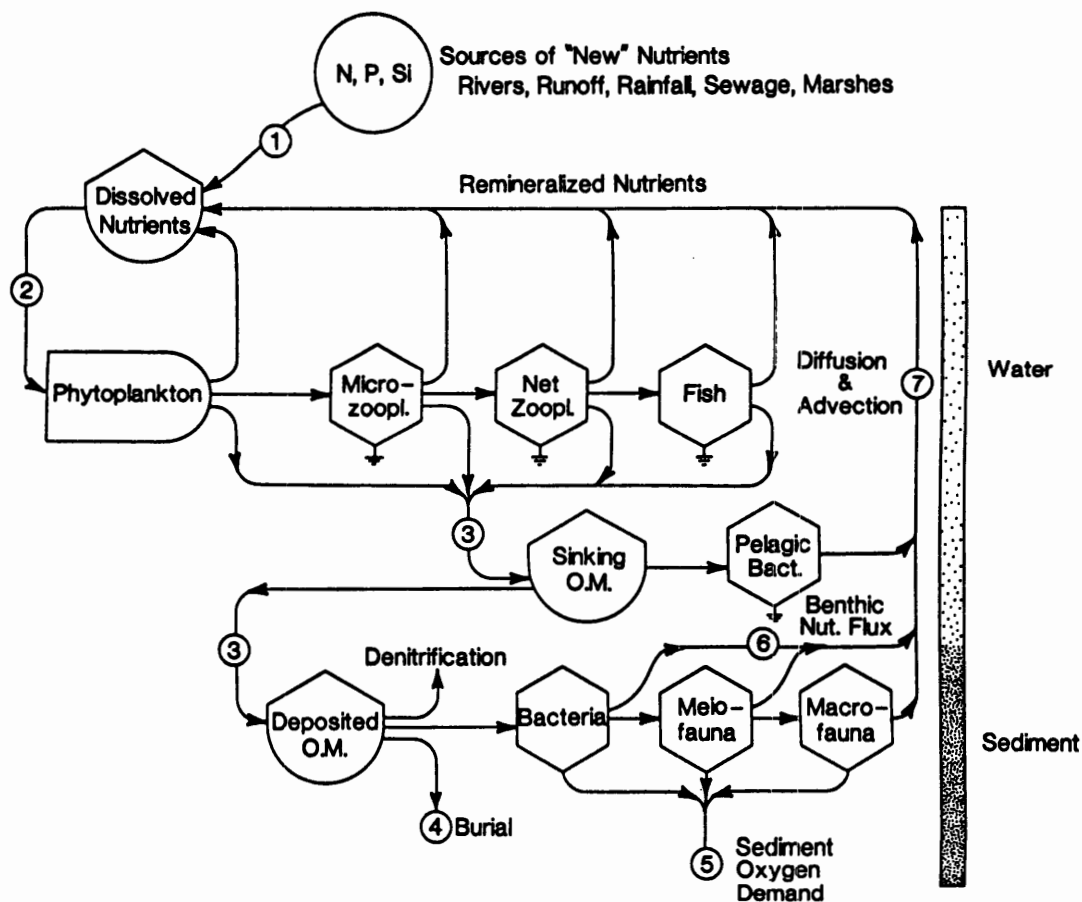 N, P, Si
Sources of "New" Nutrients
Rivers, Runoff, Rainfall, Sewage, Marshes
1
Dissolved
Nutrients
Remineralized Nutrients
2
Phytoplankton
Micro-
zoopl.
Net
Zoopl.
Fish
Diffusion
&
Advection
7
Water
3
Sinking
O.M.
Pelagic
Bact.
Benthic
Nut. Flux
6
3
Denitrification
Deposited
O.M.
Bacteria
Meio-
fauna
Macro-
fauna
Sediment
4 Burial
5
Sediment
Oxygen
Demand